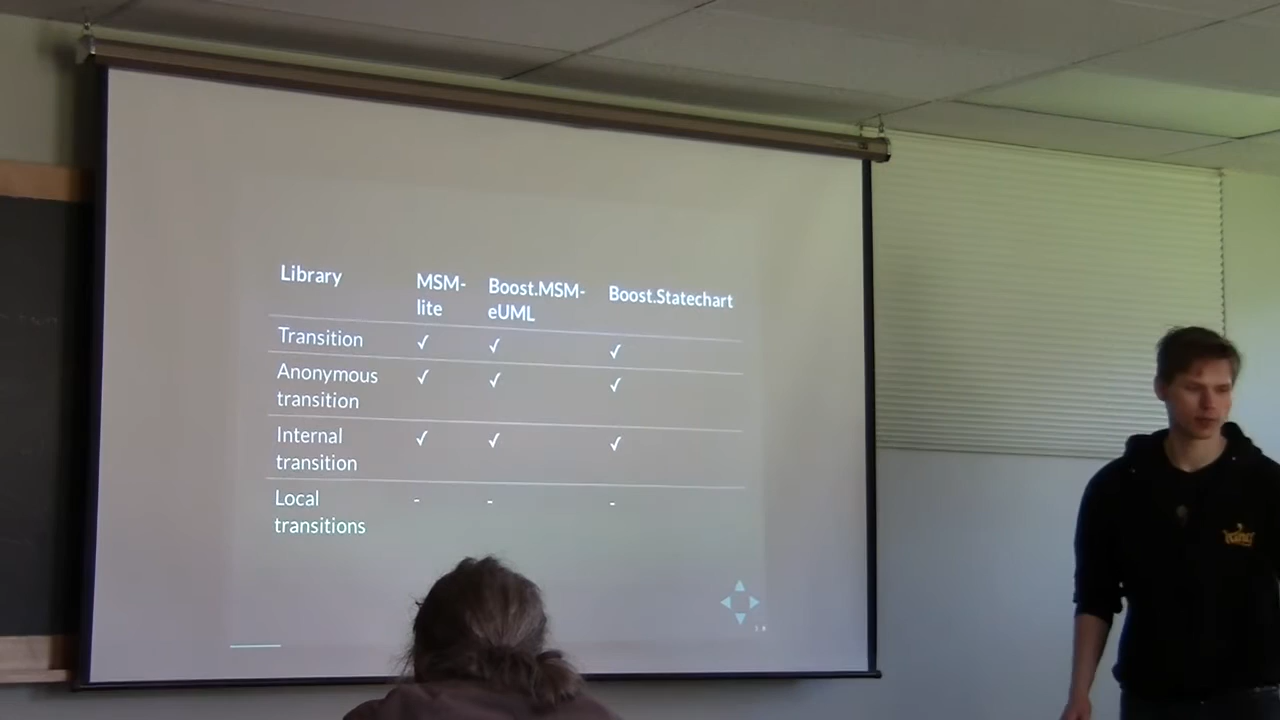 Library MSM- Boost.MSM- Boost.Statechart
lite eUML
Transition ✓ ✓ ✓
Anonymous ✓ ✓ ✓
transition
Internal ✓ ✓ ✓
transition
Local - - -
transitions